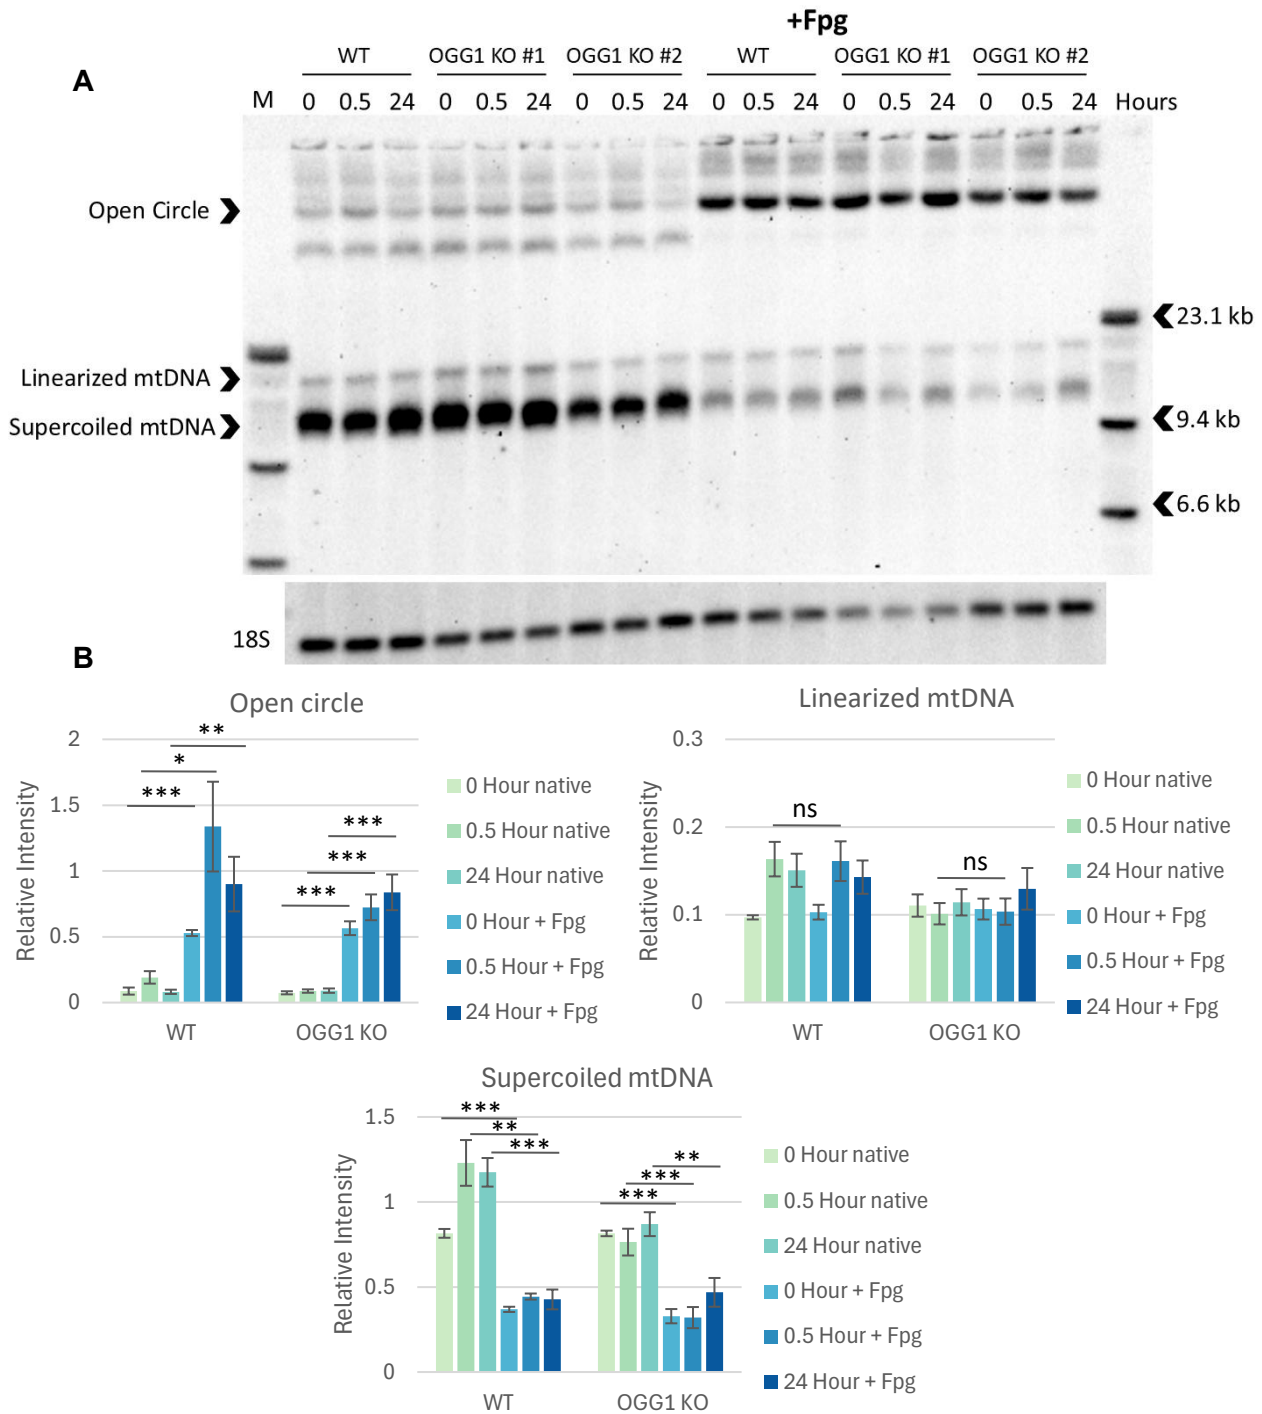 +Fpg
WT OGG1 KO #1 OGG1 KO #2 WT OGG1 KO #1 OGG1 KO #2
A
M 0 0.5 24 0 0.5 24 0 0.5 24 0 0.5 24 0 0.5 24 0 0.5 24 Hours
Open Circle
23.1 kb
Linearized mtDNA
Supercoiled mtDNA
9.4 kb
6.6 kb
18S
B
Open circle
2
1.5
1
0.5
0
Relative Intensity
**
*
***
***
***
***
WT OGG1 KO
0 Hour native
0.5 Hour native
24 Hour native
0 Hour + Fpg
0.5 Hour + Fpg
24 Hour + Fpg
Linearized mtDNA
0.3
0.2
0.1
0
Relative Intensity
ns
ns
WT OGG1 KO
0 Hour native
0.5 Hour native
24 Hour native
0 Hour + Fpg
0.5 Hour + Fpg
24 Hour + Fpg
Supercoiled mtDNA
1.5
1
0.5
0
Relative Intensity
***
**
***
**
***
***
WT OGG1 KO
0 Hour native
0.5 Hour native
24 Hour native
0 Hour + Fpg
0.5 Hour + Fpg
24 Hour + Fpg